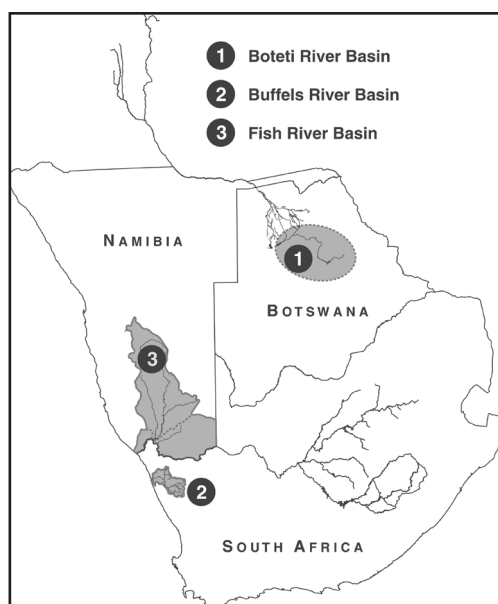 1 Boteti River Basin
2 Buffels River Basin
3 Fish River Basin
NAMIBIA
1
BOTSWANA
3
2
SOUTH AFRICA